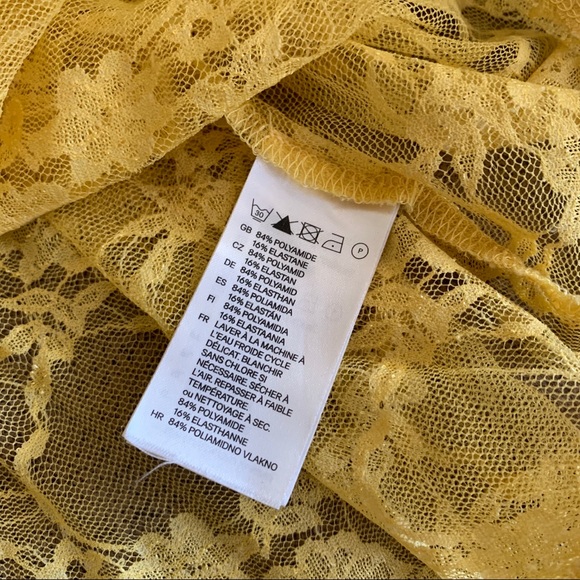 30
P
GB 84% POLYAMIDE
16% ELASTANE
CZ 84% POLYAMID
16% ELASTAN
DE 84% POLYAMID
16% ELASTHAN
ES 84% POLIAMIDA
16% ELASTÁN
FI 84% POLYAMIDIA
16% ELASTAANIA
FR LAVER À LA MACHINE À
L'EAU FROIDE CYCLE
DÉLICAT. BLANCHIR
SANS CHLORE SI
NÉCESSAIRE. SÉCHER À
L'AIR. REPASSER À FAIBLE
TEMPÉRATURE.
ou NETTOYAGE À SEC.
84% POLYAMIDE
16% ELASTHANNE
HR 84% POLIAMIDNO VLAKNO